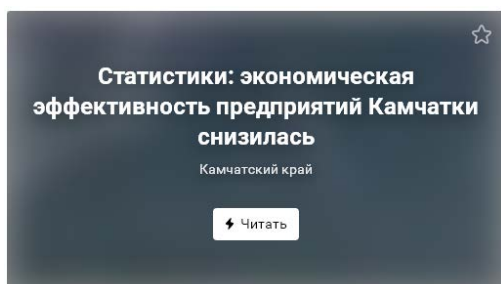 Статистики: экономическая
эффективность предприятий Камчатки
снизилась
Камчатский край
Читать